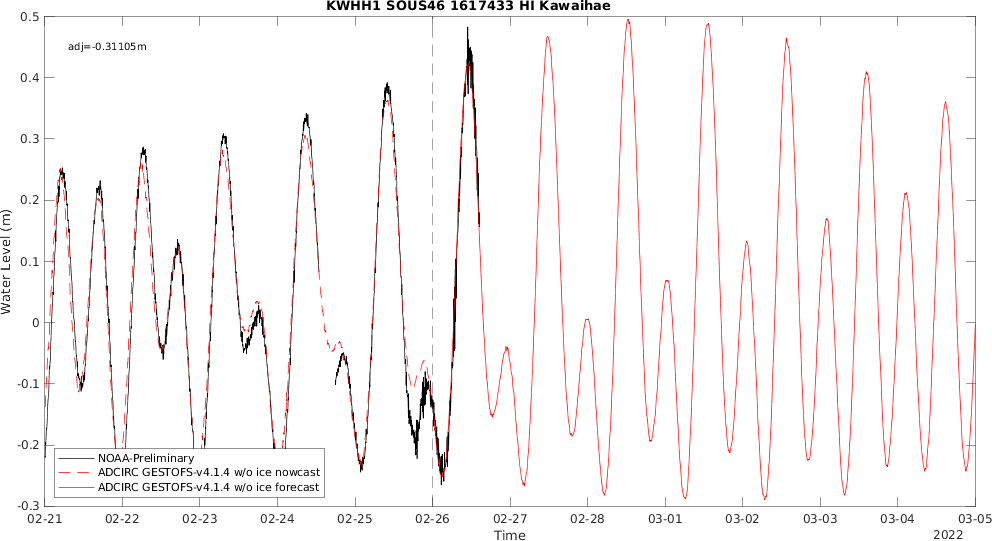 KWHH1 SOUS46 1617433 HI Kawaihae
adj=-0.31105m
Water Level (m)
0.5
0.4
0.3
0.2
0.1
0
-0.1
-0.2
-0.3
NOAA-Preliminary
ADCIRC GESTOFS-v4.1.4 w/o ice nowcast
ADCIRC GESTOFS-v4.1.4 w/o ice forecast
02-21 02-22 02-23 02-24 02-25 02-26 02-27 02-28 03-01 03-02 03-03 03-04 03-05
Time
2022